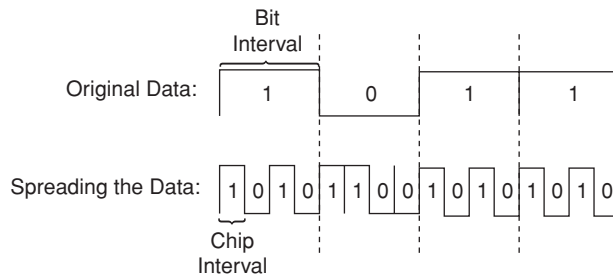 Bit
Interval
Original Data: 1 0 1 1
Spreading the Data: 1 0 1 0 1 1 0 0 1 0 1 0 1 0 1 0
Chip
Interval